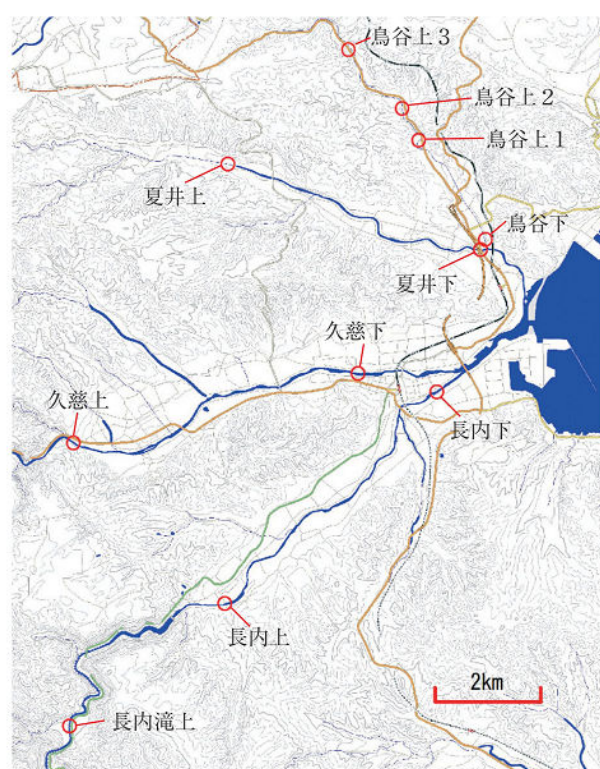 鳥谷上３
鳥谷上２
鳥谷上１
夏井上
鳥谷下
夏井下
久慈下
久慈上
長内下
長内上
2km
長内滝上